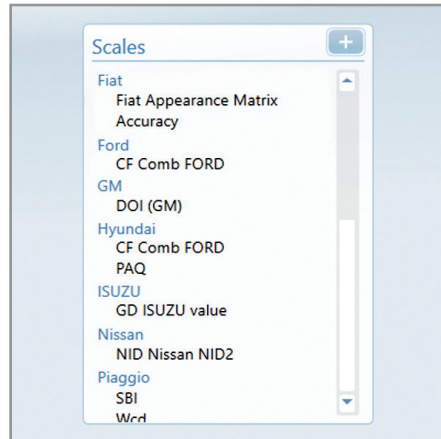 Scales
+
Fiat
Fiat Appearance Matrix
Accuracy
Ford
CF Comb FORD
GM
DOI (GM)
Hyundai
CF Comb FORD
PAQ
ISUZU
GD ISUZU value
Nissan
NID Nissan NID2
Piaggio
SBI
Wcd